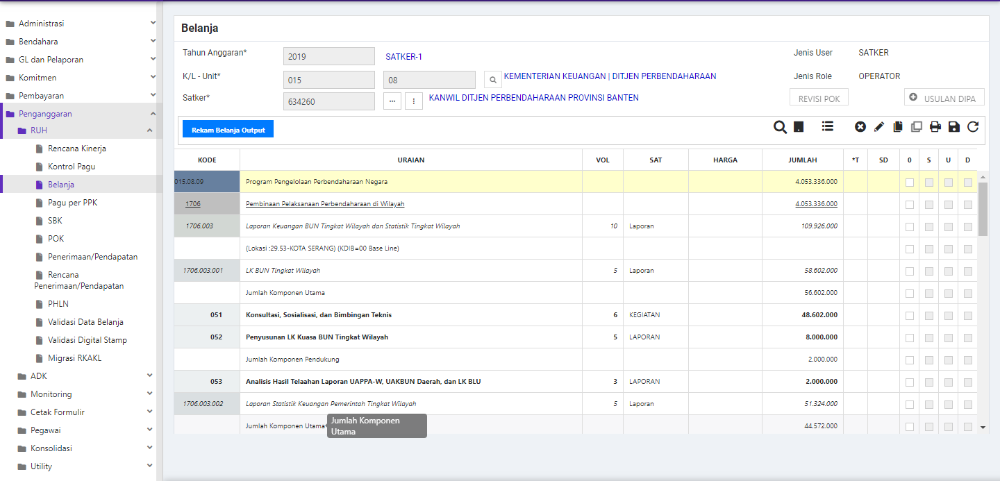 Administrasi
Bendahara
GL dan Pelaporan
Komitmen
Pembayaran
Penganggaran
RUH
Rencana Kinerja
Kontrol Pagu
Belanja
Pagu per PPK
SBK
POK
Penerimaan/Pendapatan
Rencana
Penerimaan/Pendapatan
PHLN
Validasi Data Belanja
Validasi Digital Stamp
Migrasi RKAKL
ADK
Monitoring
Cetak Formulir
Pegawai
Konsolidasi
Utility
Belanja
Tahun Anggaran* 2019 SATKER-1 Jenis User SATKER
K/L - Unit* 015 08 KEMENTERIAN KEUANGAN | DITJEN PERBENDAHARAAN Jenis Role OPERATOR
Satker* 634260 ... KANWIL DITJEN PERBENDAHARAAN PROVINSI BANTEN REVISI POK USULAN DIPA
Rekam Belanja Output
KODE URAIAN VOL SAT HARGA JUMLAH *T SD 0 S U D
015.08.09 Program Pengelolaan Perbendaharaan Negara 4.053.336.000
1706 Pembinaan Pelaksanaan Perbendaharaan di Wilayah 4.053.336.000
1706.003 Laporan Keuangan BUN Tingkat Wilayah dan Statistik Tingkat Wilayah 10 Laporan 109.926.000
(Lokasi :29.53-KOTA SERANG) (KDIB=00 Base Line)
1706.003.001 LK BUN Tingkat Wilayah 5 Laporan 58.602.000
Jumlah Komponen Utama 56.602.000
051 Konsultasi, Sosialisasi, dan Bimbingan Teknis 6 KEGIATAN 48.602.000
052 Penyusunan LK Kuasa BUN Tingkat Wilayah 5 LAPORAN 8.000.000
Jumlah Komponen Pendukung 2.000.000
053 Analisis Hasil Telaahan Laporan UAPPA-W, UAKBUN Daerah, dan LK BLU 3 LAPORAN 2.000.000
1706.003.002 Laporan Statistik Keuangan Pemerintah Tingkat Wilayah 5 Laporan 51.324.000
Jumlah Komponen Utama 44.572.000
Jumlah Komponen
Utama